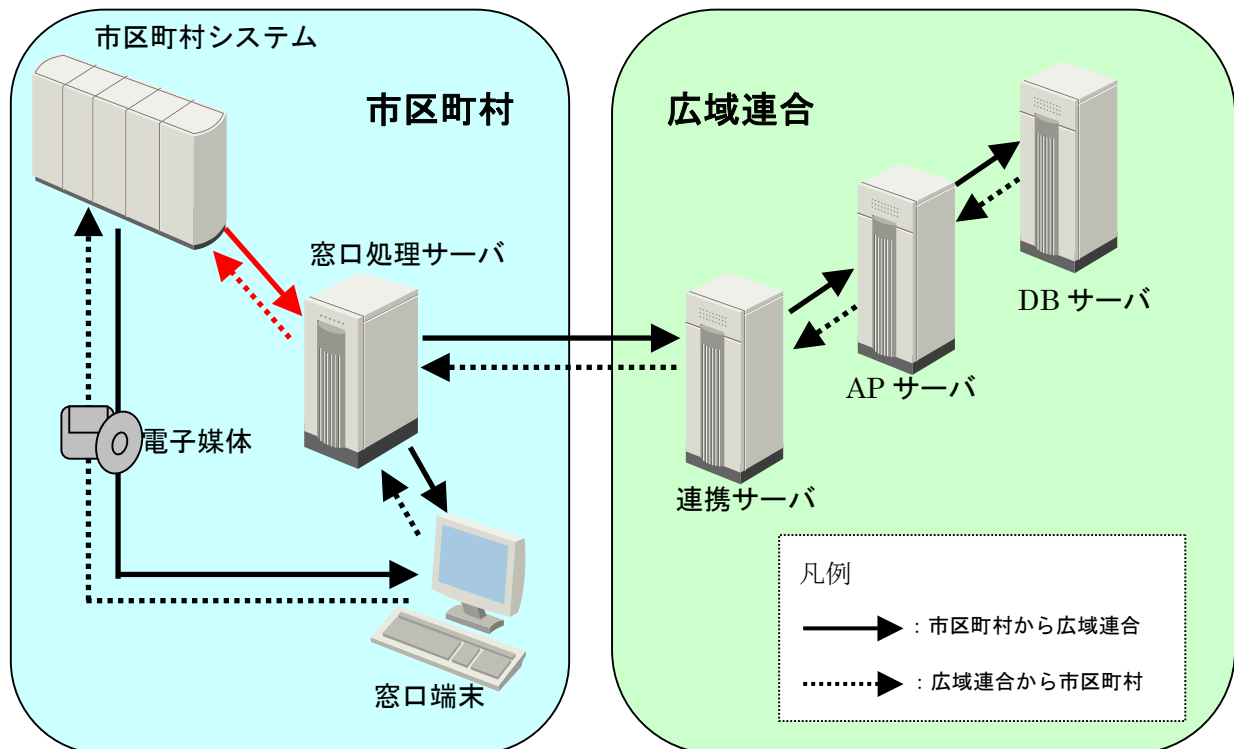 市区町村システム
市区町村
広域連合
窓口処理サーバ
DB サーバ
AP サーバ
電子媒体
連携サーバ
凡例
：市区町村から広域連合
：広域連合から市区町村
窓口端末